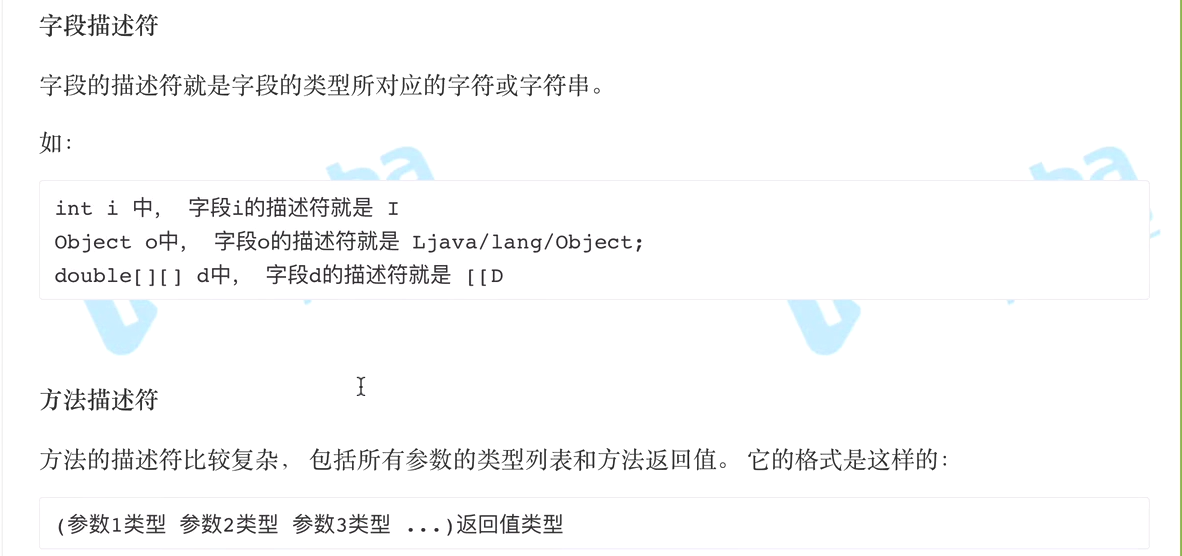 字段描述符
字段的描述符就是字段的类型所对应的字符或字符串。
如：
int i 中， 字段i的描述符就是 I
Object o中， 字段o的描述符就是 Ljava/lang/Object;
double[][] d中， 字段d的描述符就是 [[D
方法描述符
方法的描述符比较复杂， 包括所有参数的类型列表和方法返回值。 它的格式是这样的：
(参数1类型 参数2类型 参数3类型 ...)返回值类型